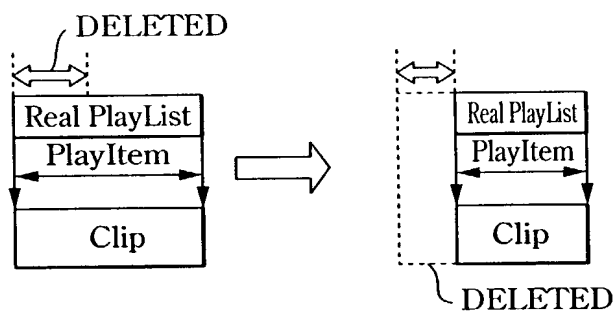 DELETED
Real PlayList
PlayItem
Clip
Real PlayList
PlayItem
Clip
DELETED